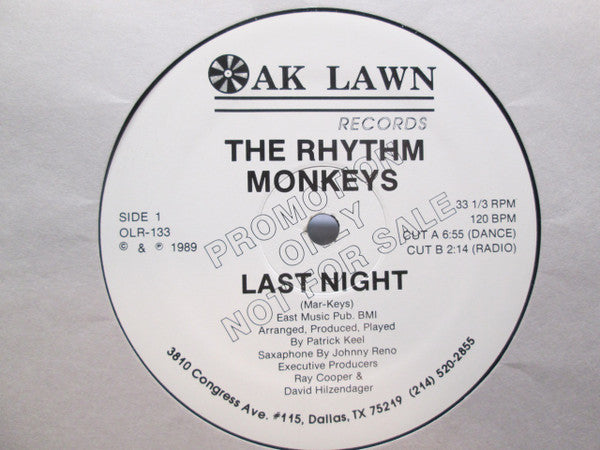 OAK LAWN
RECORDS
THE RHYTHM
MONKEYS
PROMOTION
ONLY
NOT FOR SALE
SIDE 1
OLR-133
© & ℗ 1989
33 1/3 RPM
120 BPM
CUT A 6:55 (DANCE)
CUT B 2:14 (RADIO)
LAST NIGHT
(Mar-Keys)
East Music Pub. BMI
Arranged, Produced, Played
By Patrick Keel
Saxaphone By Johnny Reno
Executive Producers
Ray Cooper &
David Hilzendager
3810 Congress Ave. #115, Dallas, TX 75219 (214) 520-2855